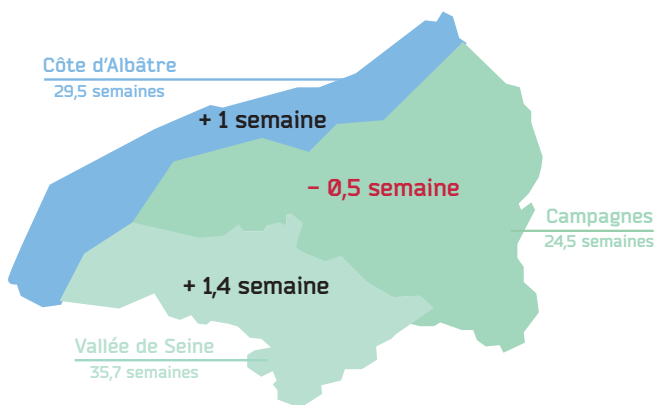 Côte d'Albâtre
29,5 semaines
+ 1 semaine
– 0,5 semaine
Campagnes
24,5 semaines
+ 1,4 semaine
Vallée de Seine
35,7 semaines